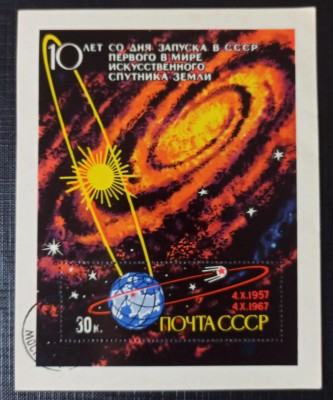 10 ЛЕТ СО ДНЯ ЗАПУСКА В СССР
ПЕРВОГО В МИРЕ
ИСКУССТВЕННОГО
СПУТНИКА ЗЕМЛИ
4.X.1957
4.X.1967
30к. ПОЧТА СССР